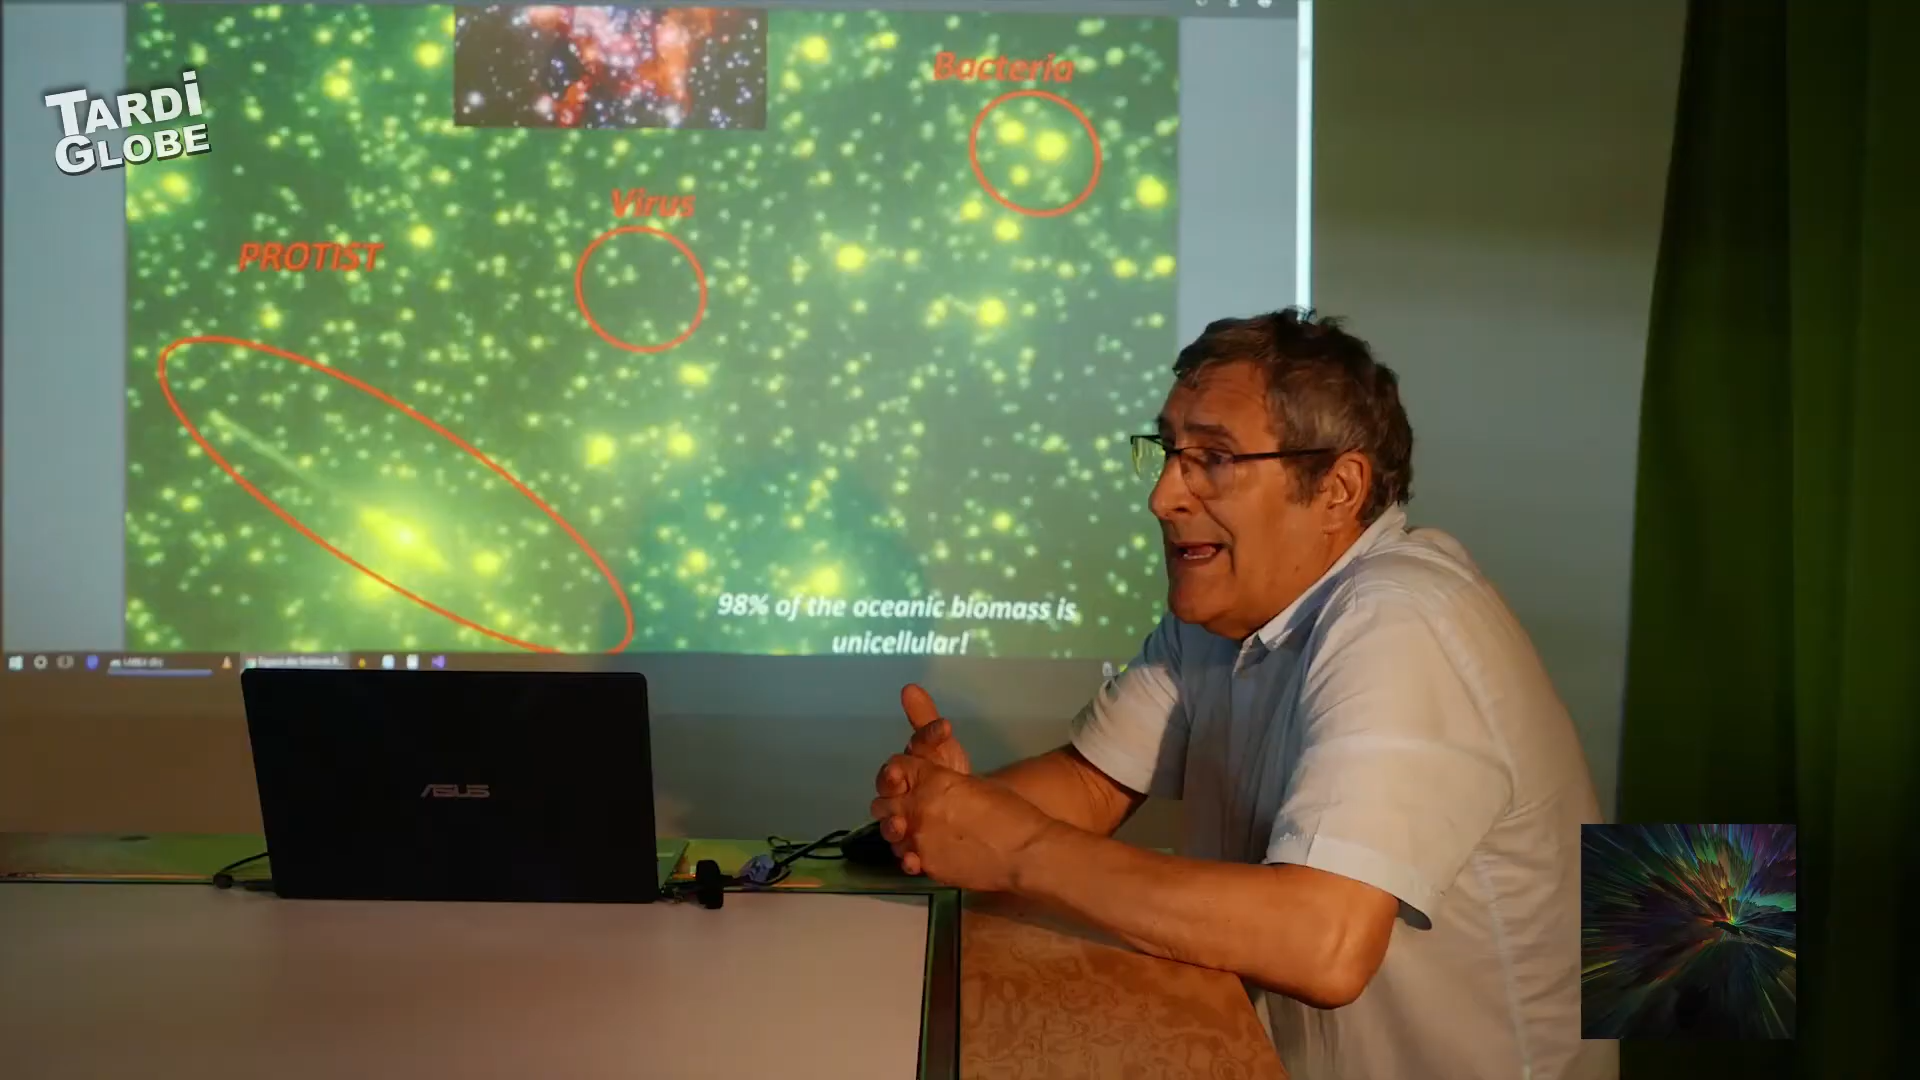 TARDi
GLOBE
Bacteria
Virus
PROTIST
98% of the oceanic biomass is
unicellular!
ASUS